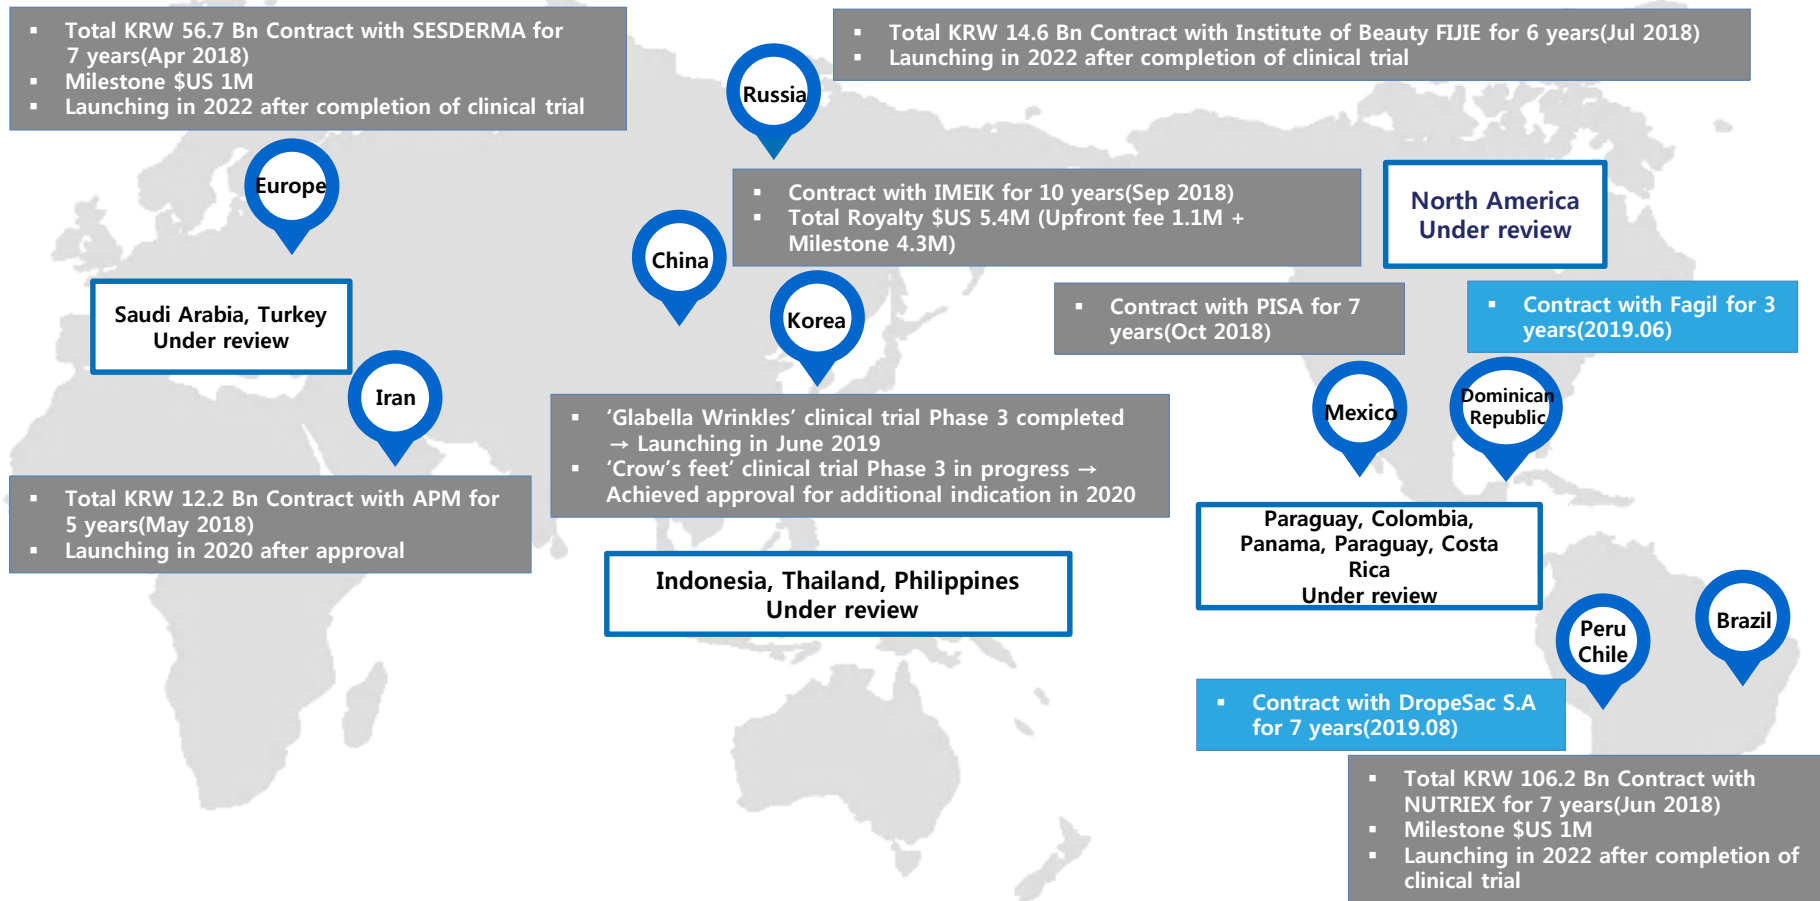 ▪ Total KRW 56.7 Bn Contract with SESDERMA for
7 years(Apr 2018)
▪ Milestone $US 1M
▪ Launching in 2022 after completion of clinical trial
▪ Total KRW 14.6 Bn Contract with Institute of Beauty FIJIE for 6 years(Jul 2018)
▪ Launching in 2022 after completion of clinical trial
Russia
Europe
▪ Contract with IMEIK for 10 years(Sep 2018)
▪ Total Royalty $US 5.4M (Upfront fee 1.1M +
Milestone 4.3M)
North America
Under review
China
Saudi Arabia, Turkey
Under review
Korea
▪ Contract with PISA for 7
years(Oct 2018)
▪ Contract with Fagil for 3
years(2019.06)
Iran
Mexico
Dominican
Republic
▪ ‘Glabella Wrinkles’ clinical trial Phase 3 completed
→ Launching in June 2019
▪ ‘Crow’s feet’ clinical trial Phase 3 in progress →
Achieved approval for additional indication in 2020
▪ Total KRW 12.2 Bn Contract with APM for
5 years(May 2018)
▪ Launching in 2020 after approval
Paraguay, Colombia,
Panama, Paraguay, Costa
Rica
Under review
Indonesia, Thailand, Philippines
Under review
Peru
Chile
Brazil
▪ Contract with DropeSac S.A
for 7 years(2019.08)
▪ Total KRW 106.2 Bn Contract with
NUTRIEX for 7 years(Jun 2018)
▪ Milestone $US 1M
▪ Launching in 2022 after completion of
clinical trial